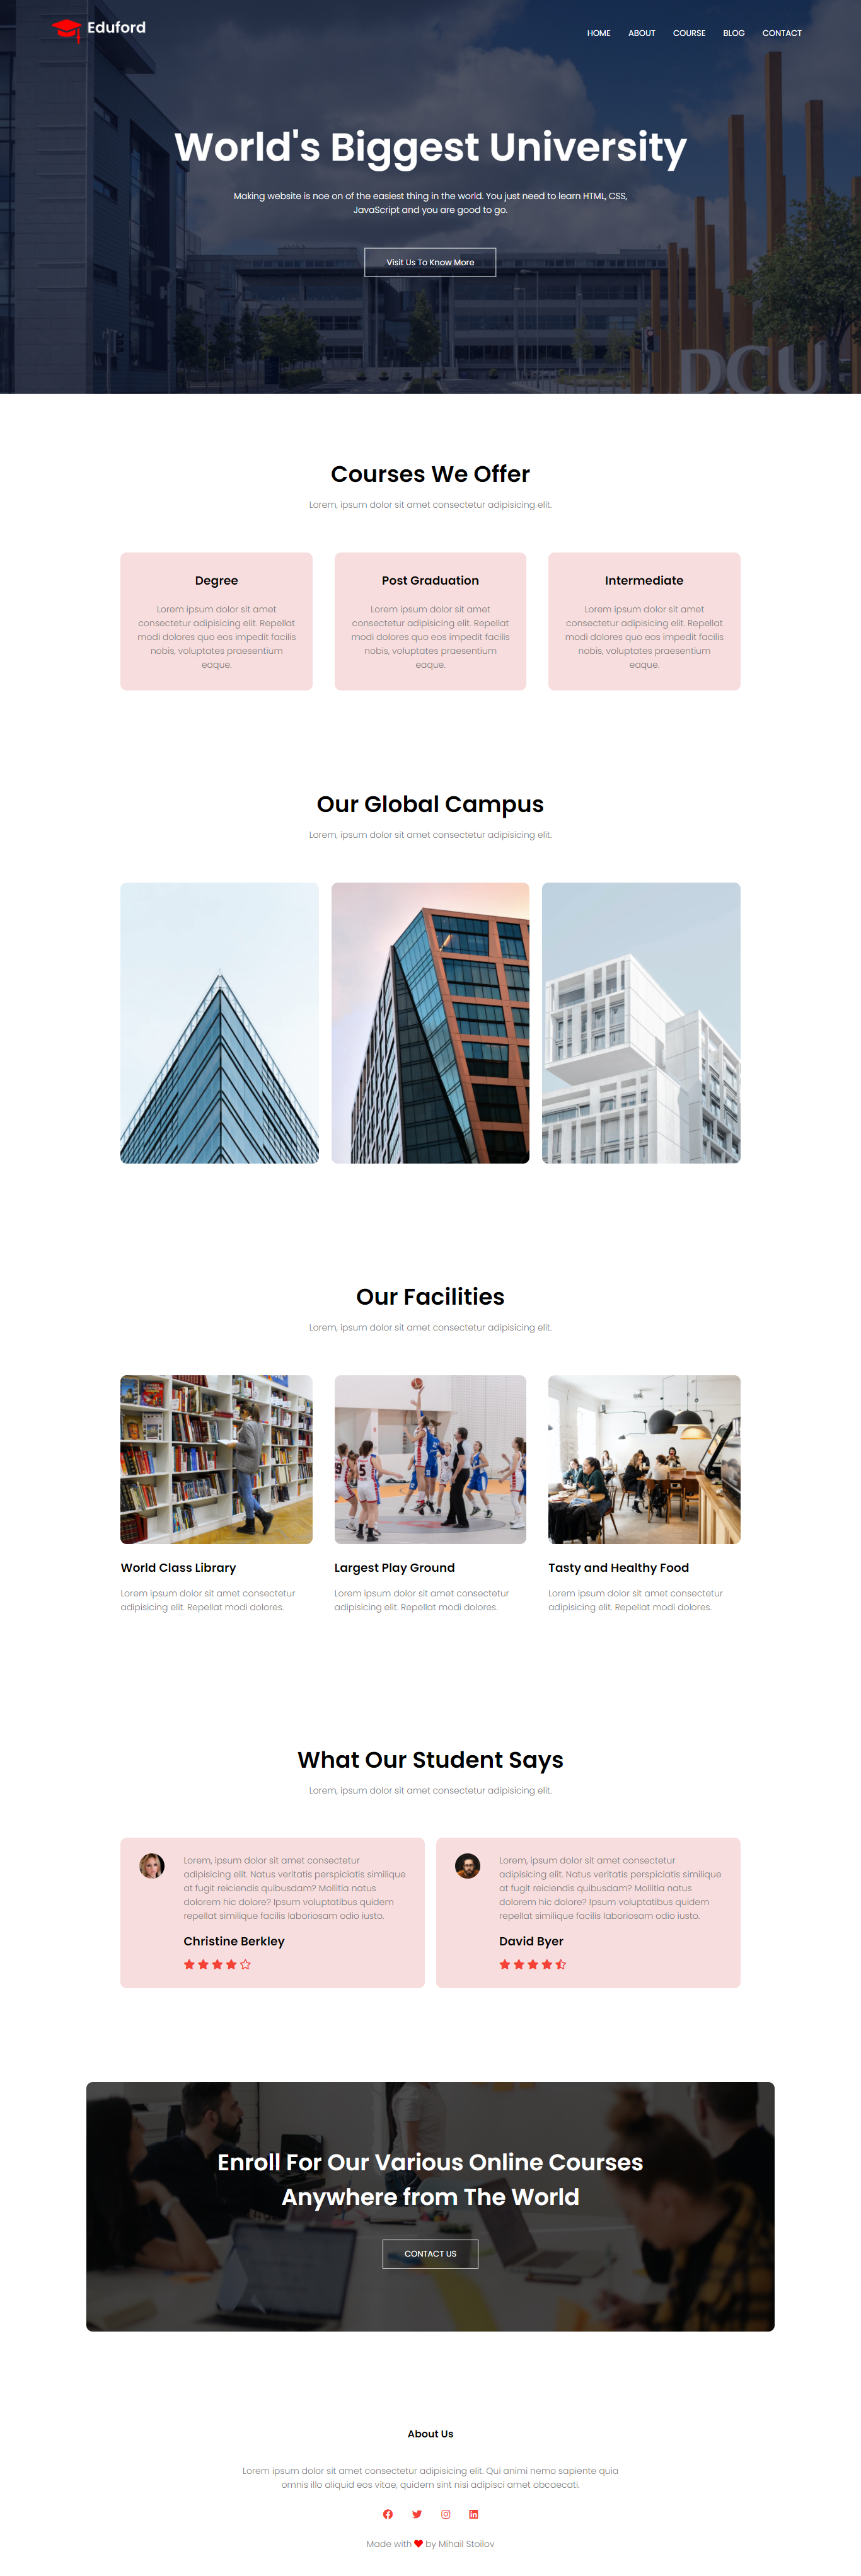 Eduford
HOME ABOUT COURSE BLOG CONTACT
World's Biggest University
Making website is noe on of the easiest thing in the world. You just need to learn HTML, CSS,
JavaScript and you are good to go.
Visit Us To Know More
DCU
Courses We Offer
Lorem, ipsum dolor sit amet consectetur adipisicing elit.
Degree
Lorem ipsum dolor sit amet
consectetur adipisicing elit. Repellat
modi dolores quo eos impedit facilis
nobis, voluptates praesentium
eaque.
Post Graduation
Lorem ipsum dolor sit amet
consectetur adipisicing elit. Repellat
modi dolores quo eos impedit facilis
nobis, voluptates praesentium
eaque.
Intermediate
Lorem ipsum dolor sit amet
consectetur adipisicing elit. Repellat
modi dolores quo eos impedit facilis
nobis, voluptates praesentium
eaque.
Our Global Campus
Lorem, ipsum dolor sit amet consectetur adipisicing elit.
Our Facilities
Lorem, ipsum dolor sit amet consectetur adipisicing elit.
5
World Class Library
Lorem ipsum dolor sit amet consectetur
adipisicing elit. Repellat modi dolores.
Largest Play Ground
Lorem ipsum dolor sit amet consectetur
adipisicing elit. Repellat modi dolores.
Tasty and Healthy Food
Lorem ipsum dolor sit amet consectetur
adipisicing elit. Repellat modi dolores.
What Our Student Says
Lorem, ipsum dolor sit amet consectetur adipisicing elit.
Lorem, ipsum dolor sit amet consectetur
adipisicing elit. Natus veritatis perspiciatis similique
at fugit reiciendis quibusdam? Mollitia natus
dolorem hic dolore? Ipsum voluptatibus quidem
repellat similique facilis laboriosam odio iusto.
Christine Berkley
Lorem, ipsum dolor sit amet consectetur
adipisicing elit. Natus veritatis perspiciatis similique
at fugit reiciendis quibusdam? Mollitia natus
dolorem hic dolore? Ipsum voluptatibus quidem
repellat similique facilis laboriosam odio iusto.
David Byer
Enroll For Our Various Online Courses
Anywhere from The World
CONTACT US
About Us
Lorem ipsum dolor sit amet consectetur adipisicing elit. Qui animi nemo sapiente quia
omnis illo aliquid eos vitae, quidem sint nisi adipisci amet obcaecati.
Made with by Mihail Stoilov